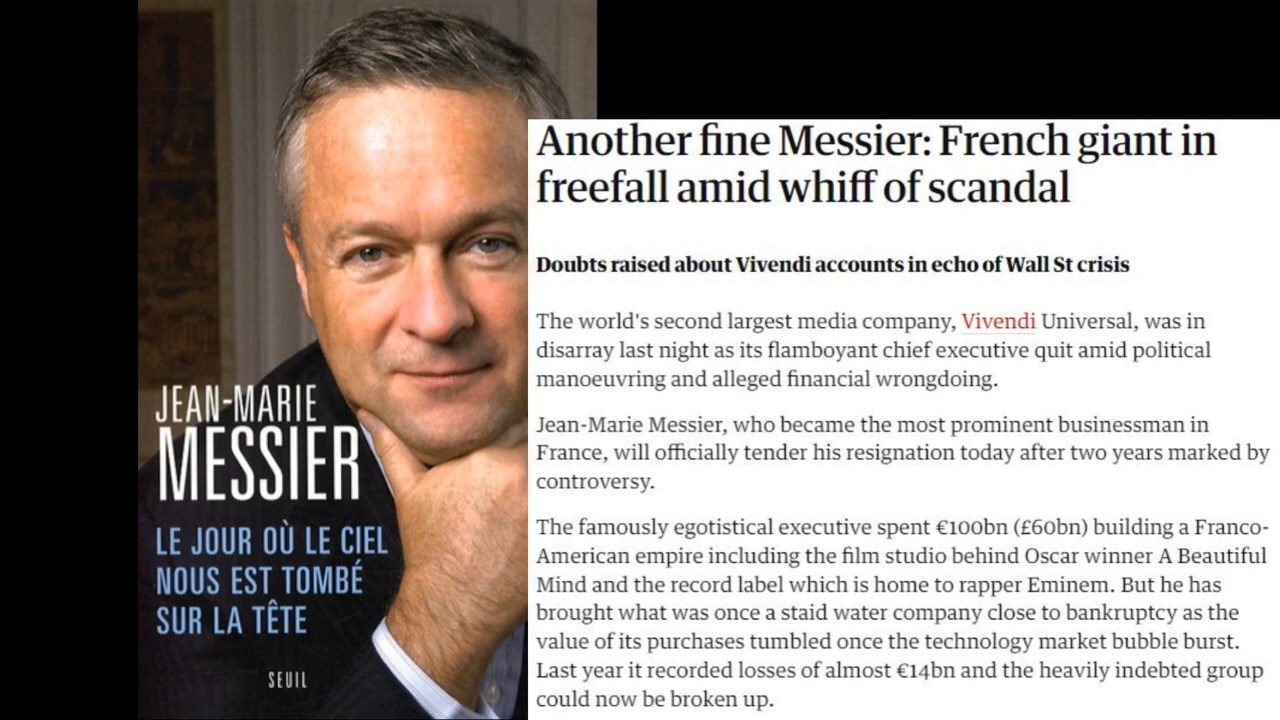 JEAN-MARIE
MESSIER
LE JOUR OÙ LE CIEL
NOUS EST TOMBÉ
SUR LA TÊTE
SEUIL
Another fine Messier: French giant in
freefall amid whiff of scandal
Doubts raised about Vivendi accounts in echo of Wall St crisis
The world's second largest media company, Vivendi Universal, was in
disarray last night as its flamboyant chief executive quit amid political
manoeuvring and alleged financial wrongdoing.
Jean-Marie Messier, who became the most prominent businessman in
France, will officially tender his resignation today after two years marked by
controversy.
The famously egotistical executive spent €100bn (£60bn) building a Franco-
American empire including the film studio behind Oscar winner A Beautiful
Mind and the record label which is home to rapper Eminem. But he has
brought what was once a staid water company close to bankruptcy as the
value of its purchases tumbled once the technology market bubble burst.
Last year it recorded losses of almost €14bn and the heavily indebted group
could now be broken up.